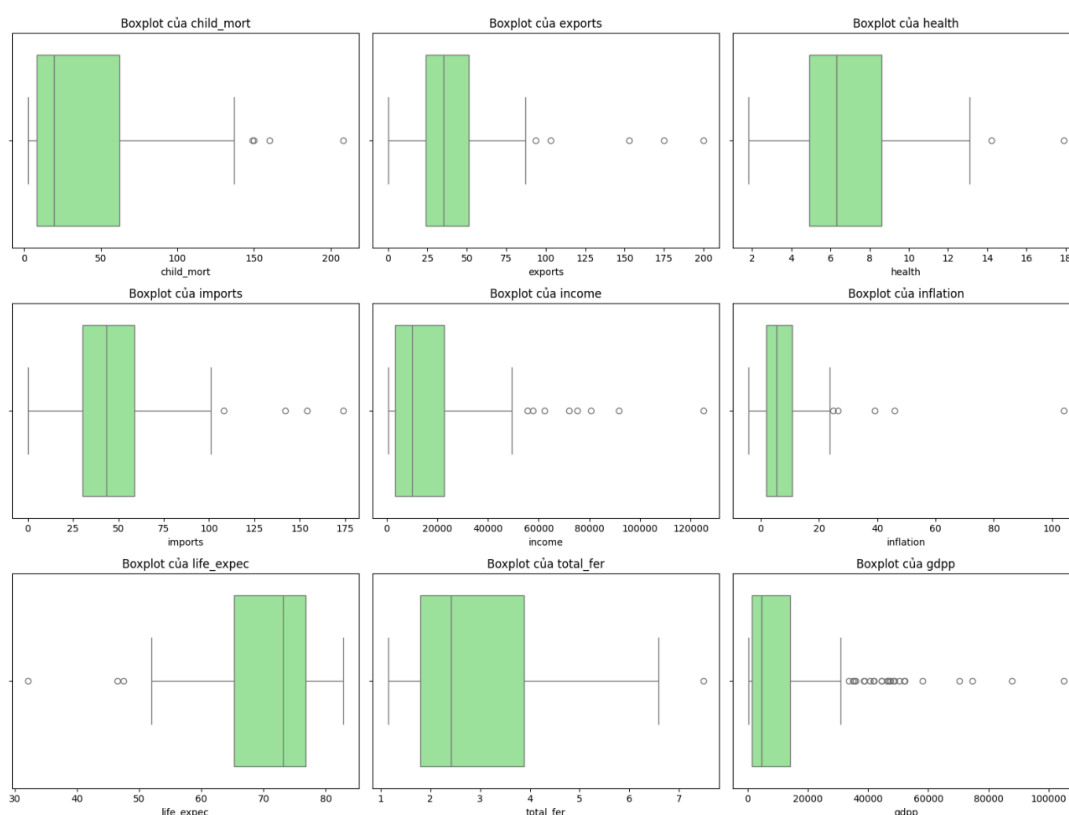 Boxplot của child_mort
Boxplot của exports
Boxplot của health
0 50 100 150 200
0 25 50 75 100 125 150 175 200
2 4 6 8 10 12 14 16 18
child_mort
exports
health
Boxplot của imports
Boxplot của income
Boxplot của inflation
0 25 50 75 100 125 150 175
0 20000 40000 60000 80000 100000 120000
0 20 40 60 80 100
imports
income
inflation
Boxplot của life_expec
Boxplot của total_fer
Boxplot của gdpp
30 40 50 60 70 80
1 2 3 4 5 6 7
0 20000 40000 60000 80000 100000
life_expec
total_fer
gdpp